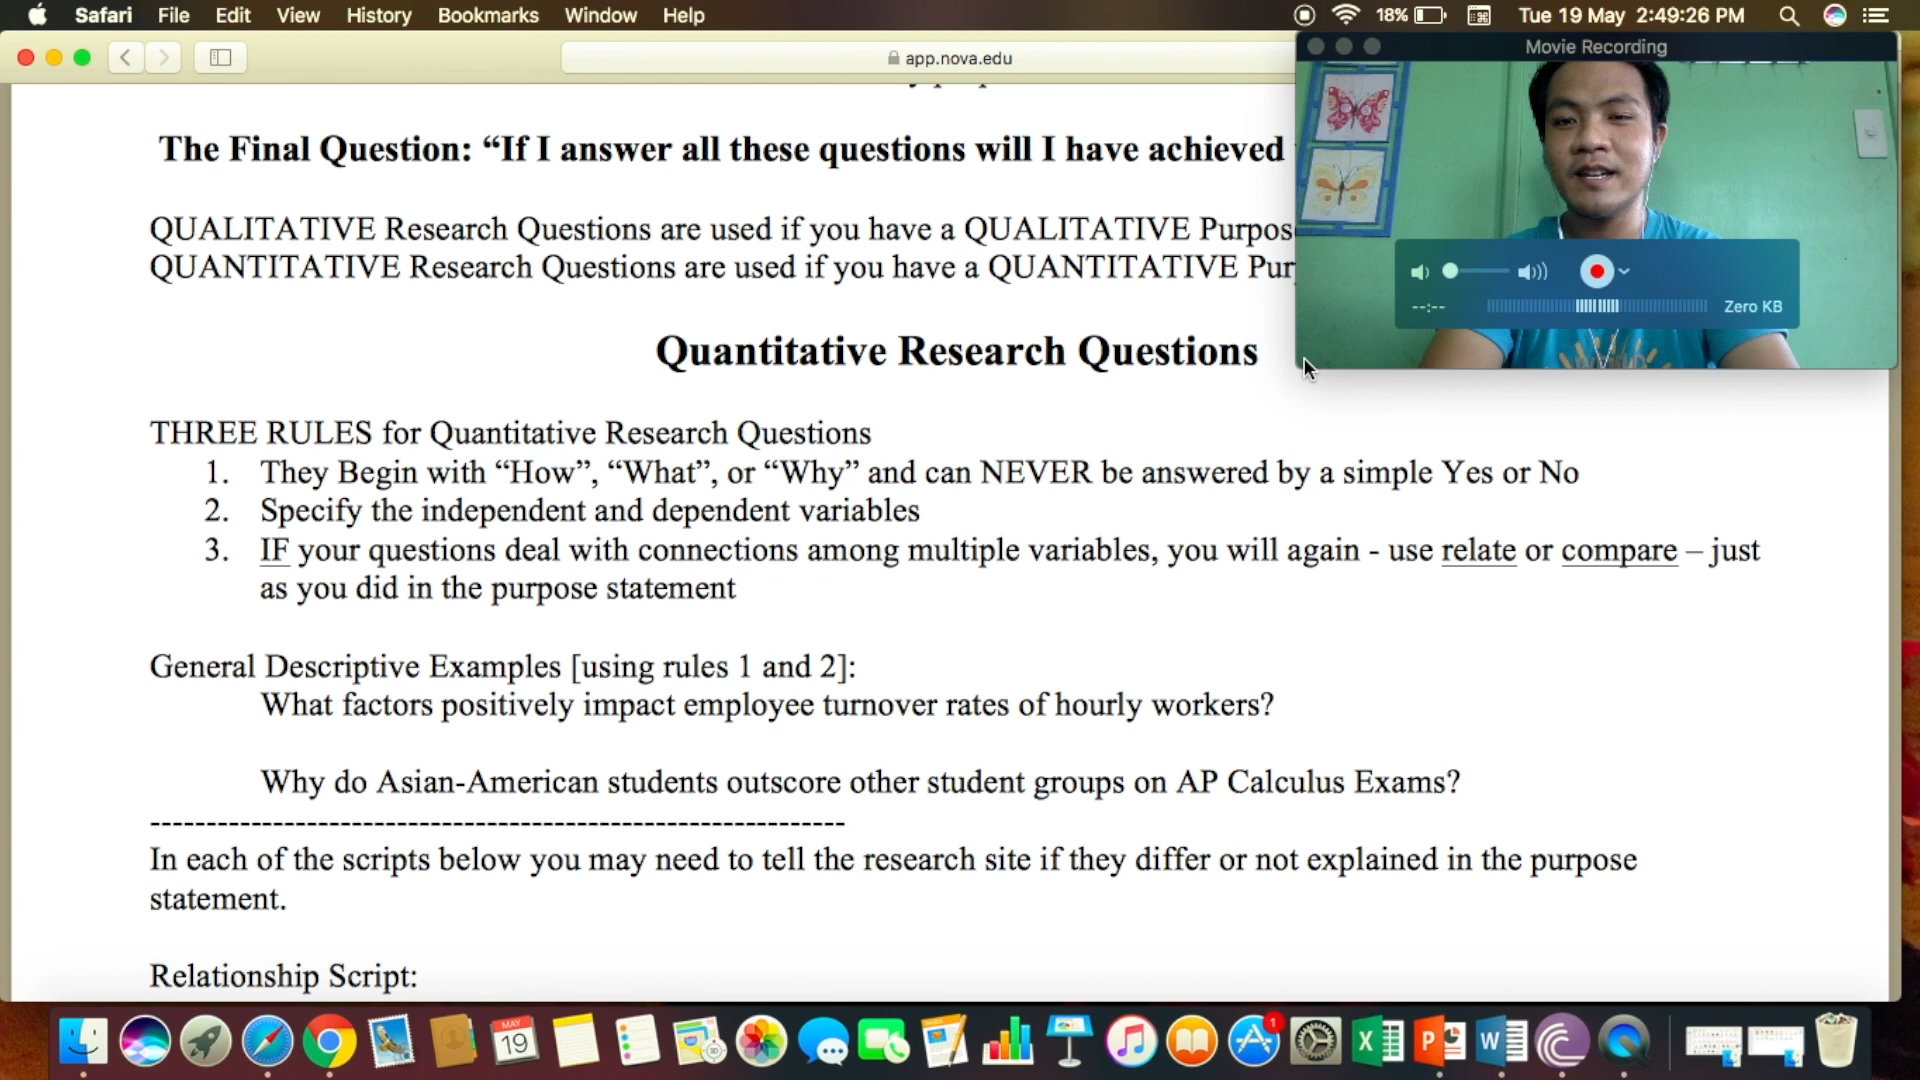 Safari File Edit View History Bookmarks Window Help 18% Tue 19 May 2:49:26 PM
app.nova.edu
Movie Recording
The Final Question: “If I answer all these questions will I have achieved
QUALITATIVE Research Questions are used if you have a QUALITATIVE Purpos
QUANTITATIVE Research Questions are used if you have a QUANTITATIVE Pur
--:-- Zero KB
Quantitative Research Questions
THREE RULES for Quantitative Research Questions
1. They Begin with “How”, “What”, or “Why” and can NEVER be answered by a simple Yes or No
2. Specify the independent and dependent variables
3. IF your questions deal with connections among multiple variables, you will again - use relate or compare – just
as you did in the purpose statement
General Descriptive Examples [using rules 1 and 2]:
What factors positively impact employee turnover rates of hourly workers?
Why do Asian-American students outscore other student groups on AP Calculus Exams?
------------------------------------------------------------
In each of the scripts below you may need to tell the research site if they differ or not explained in the purpose
statement.
Relationship Script:
MAY
19
1